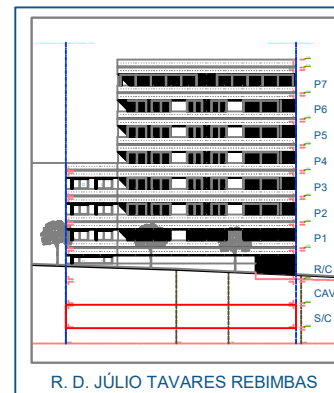 P7
P6
P5
P4
P3
P2
P1
R/C
CAV
S/C
R. D. JÚLIO TAVARES REBIMBAS